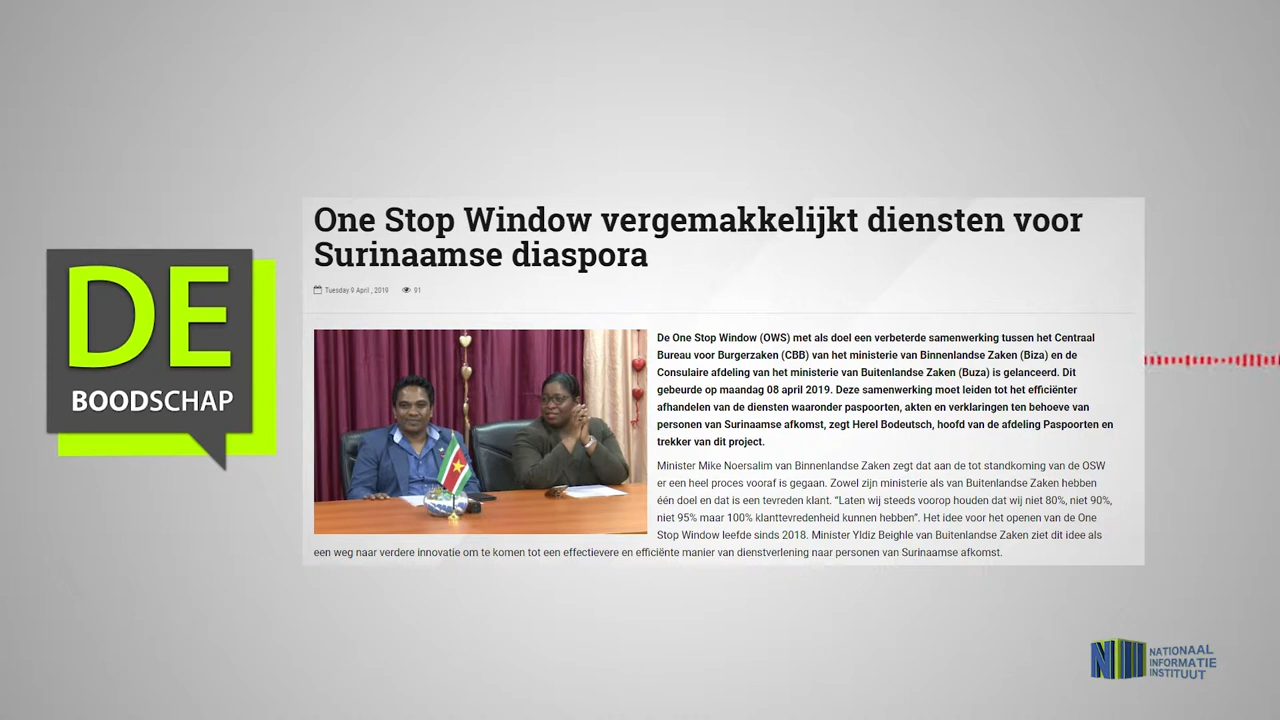 DE
BOODSCHAP
One Stop Window vergemakkelijkt diensten voor
Surinaamse diaspora
Tuesday 9 April , 2019 91
De One Stop Window (OWS) met als doel een verbeterde samenwerking tussen het Centraal
Bureau voor Burgerzaken (CBB) van het ministerie van Binnenlandse Zaken (Biza) en de
Consulaire afdeling van het ministerie van Buitenlandse Zaken (Buza) is gelanceerd. Dit
gebeurde op maandag 08 april 2019. Deze samenwerking moet leiden tot het efficiënter
afhandelen van de diensten waaronder paspoorten, akten en verklaringen ten behoeve van
personen van Surinaamse afkomst, zegt Herel Bodeutsch, hoofd van de afdeling Paspoorten en
trekker van dit project.
Minister Mike Noersalim van Binnenlandse Zaken zegt dat aan de tot standkoming van de OSW
er een heel proces vooraf is gegaan. Zowel zijn ministerie als van Buitenlandse Zaken hebben
één doel en dat is een tevreden klant. “Laten wij steeds voorop houden dat wij niet 80%, niet 90%,
niet 95% maar 100% klanttevredenheid kunnen hebben”. Het idee voor het openen van de One
Stop Window leefde sinds 2018. Minister Yldiz Beighle van Buitenlandse Zaken ziet dit idee als
een weg naar verdere innovatie om te komen tot een effectievere en efficiënte manier van dienstverlening naar personen van Surinaamse afkomst.
NATIONAAL
INFORMATIE
INSTITUUT